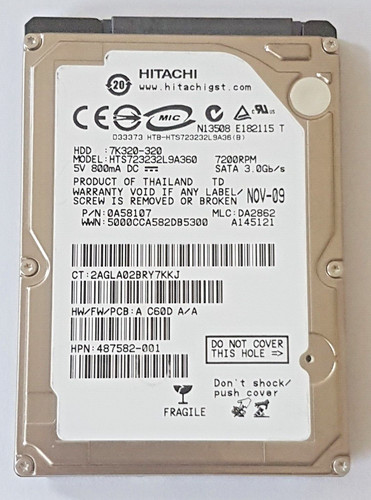 20
HITACHI
www.hitachigst.com
CE MIC
N13508 E182115 T
D33373 HTB-HTS723232L9A36(B)
HDD : 7K320-320
MODEL: HTS723232L9A360 7200RPM
5V 800mA DC SATA 3.0Gb/s
PRODUCT OF THAILAND TD
WARRANTY VOID IF ANY LABEL/
SCREW IS REMOVED OR BROKEN NOV-09
P/N: 0A58107 MLC: DA2862
WWN: 5000CCA582DB5300 A145121
CT: 2AGLA02BRY7KKJ
HW/FW/PCB: A C60D A/A
HPN: 487582-001
DO NOT COVER
THIS HOLE
Don't shock/
push cover
FRAGILE